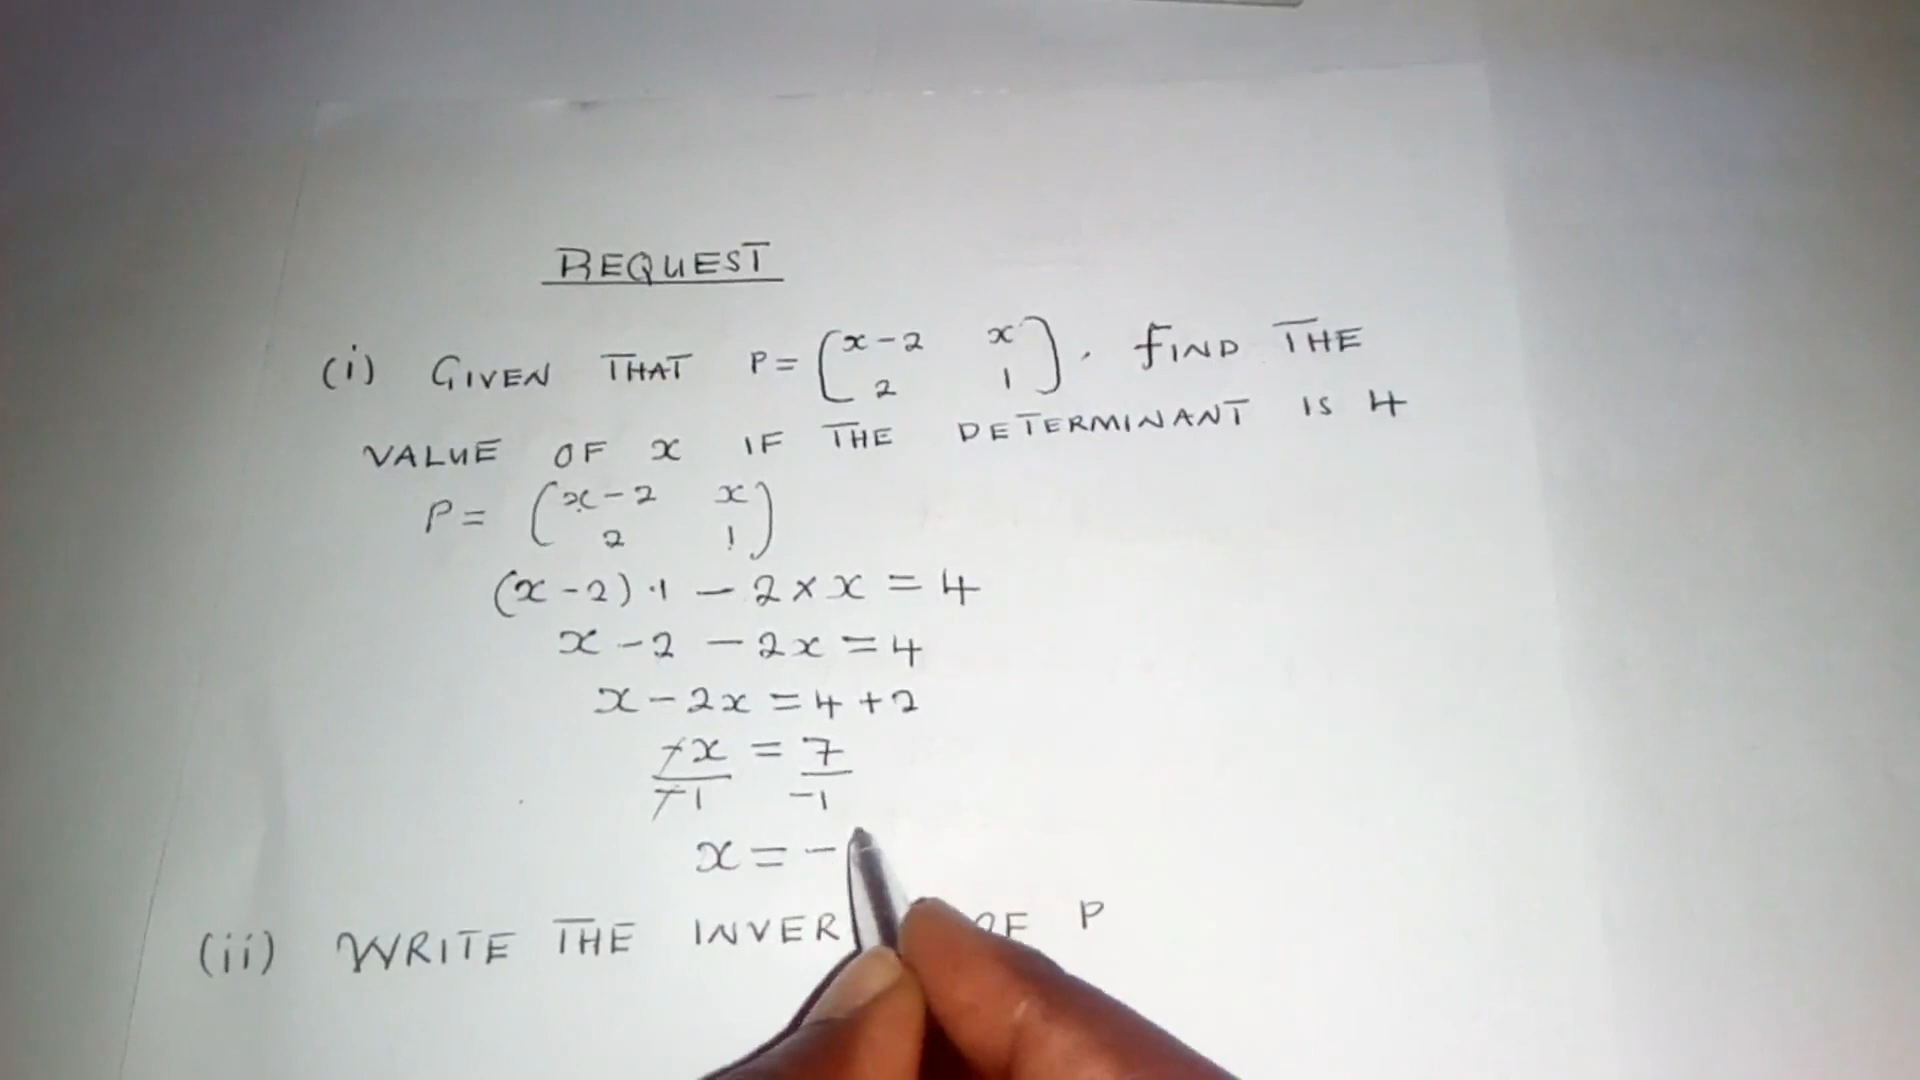 REQUEST
(i) GIVEN THAT P = (x-2 x
2 1), FIND THE
VALUE OF x IF THE DETERMINANT IS 4
P = (x-2 x
2 1)
(x-2)·1 - 2×x = 4
x - 2 - 2x = 4
x - 2x = 4 + 2
-x = 7
-1 -1
x = -
(ii) WRITE THE OF P